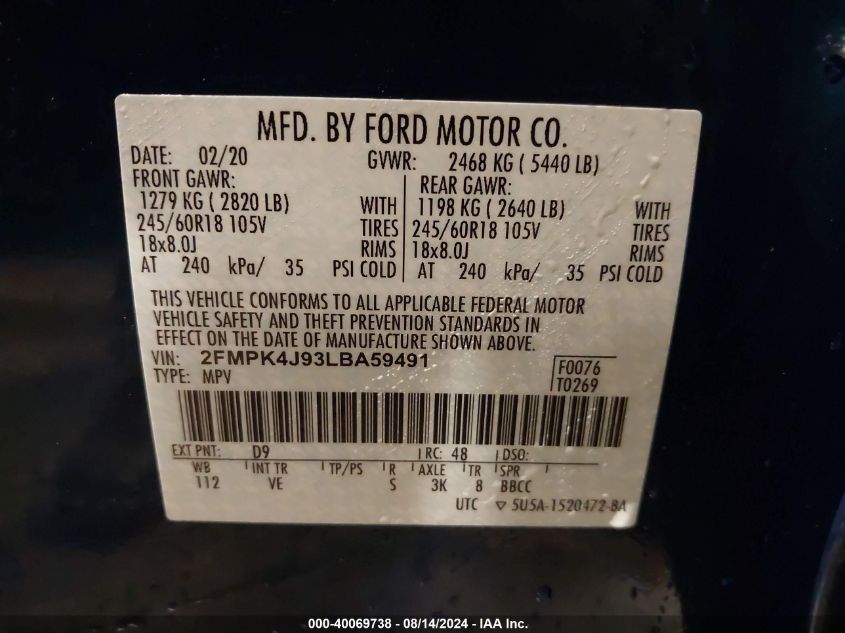 MFD. BY FORD MOTOR CO.
DATE: 02/20 GVWR: 2468 KG ( 5440 LB)
FRONT GAWR: REAR GAWR:
1279 KG ( 2820 LB) WITH 1198 KG ( 2640 LB) WITH
245/60R18 105V TIRES 245/60R18 105V TIRES
18x8.0J RIMS 18x8.0J RIMS
AT 240 kPa/ 35 PSI COLD AT 240 kPa/ 35 PSI COLD
THIS VEHICLE CONFORMS TO ALL APPLICABLE FEDERAL MOTOR
VEHICLE SAFETY AND THEFT PREVENTION STANDARDS IN
EFFECT ON THE DATE OF MANUFACTURE SHOWN ABOVE.
VIN: 2FMPK4J93LBA59491 F0076
TYPE: MPV T0269
EXT PNT: D9 RC: 48 DSO:
WB INT TR TP/PS R AXLE TR SPR
112 VE S 3K 8 BBCC
UTC ▽ 5U5A-1520472-BA
000-40069738 - 08/14/2024 - IAA Inc.